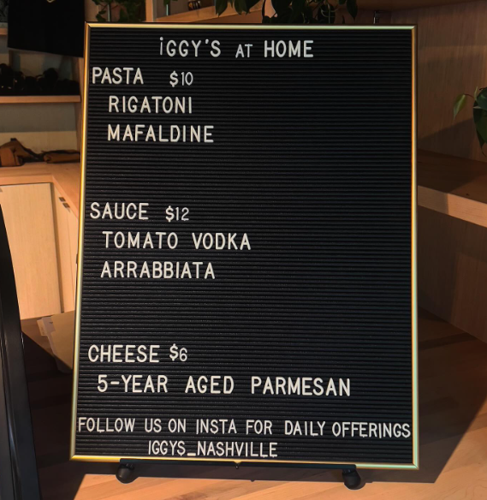 iGGY'S AT HOME
PASTA $10
RIGATONI
MAFALDINE
SAUCE $12
TOMATO VODKA
ARRABBIATA
CHEESE $6
5-YEAR AGED PARMESAN
FOLLOW US ON INSTA FOR DAILY OFFERINGS
IGGYS_NASHVILLE